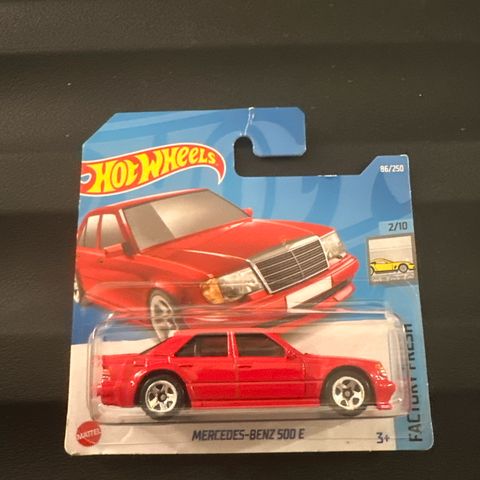 HOT WHEELS
86/250
2/10
FACTORY FRESH
MATTEL
MERCEDES-BENZ 500 E
3+